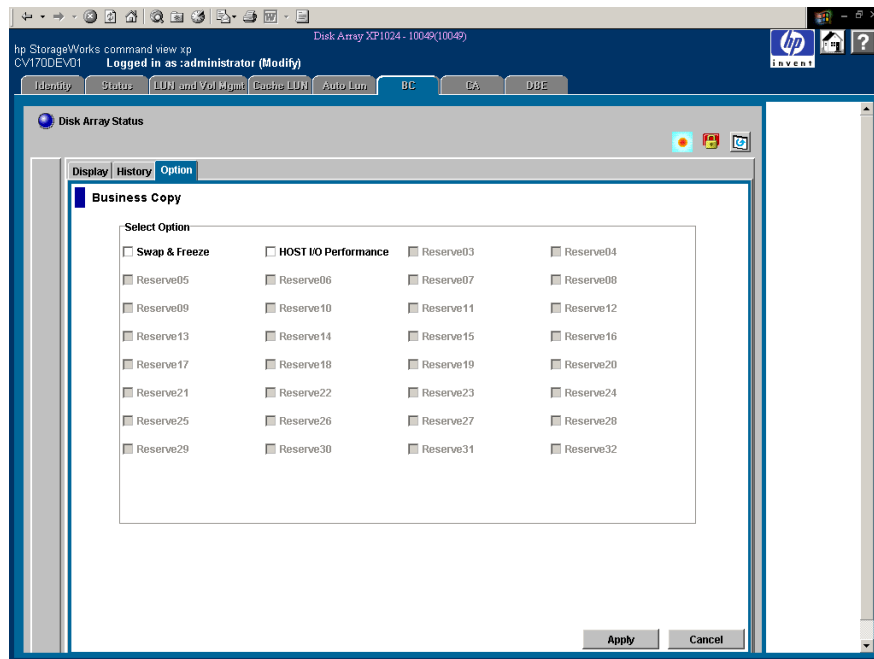 Disk Array XP1024 - 10049(10049)
hp StorageWorks command view xp
CV170DEV01 Logged in as :administrator (Modify)
hp
invent
?
Identity Status LUN and Vol Mgmt Cache LUN Auto Lun BC CA DBE
Disk Array Status
Display History Option
Business Copy
Select Option
Swap & Freeze HOST I/O Performance Reserve03 Reserve04
Reserve05 Reserve06 Reserve07 Reserve08
Reserve09 Reserve10 Reserve11 Reserve12
Reserve13 Reserve14 Reserve15 Reserve16
Reserve17 Reserve18 Reserve19 Reserve20
Reserve21 Reserve22 Reserve23 Reserve24
Reserve25 Reserve26 Reserve27 Reserve28
Reserve29 Reserve30 Reserve31 Reserve32
Apply Cancel